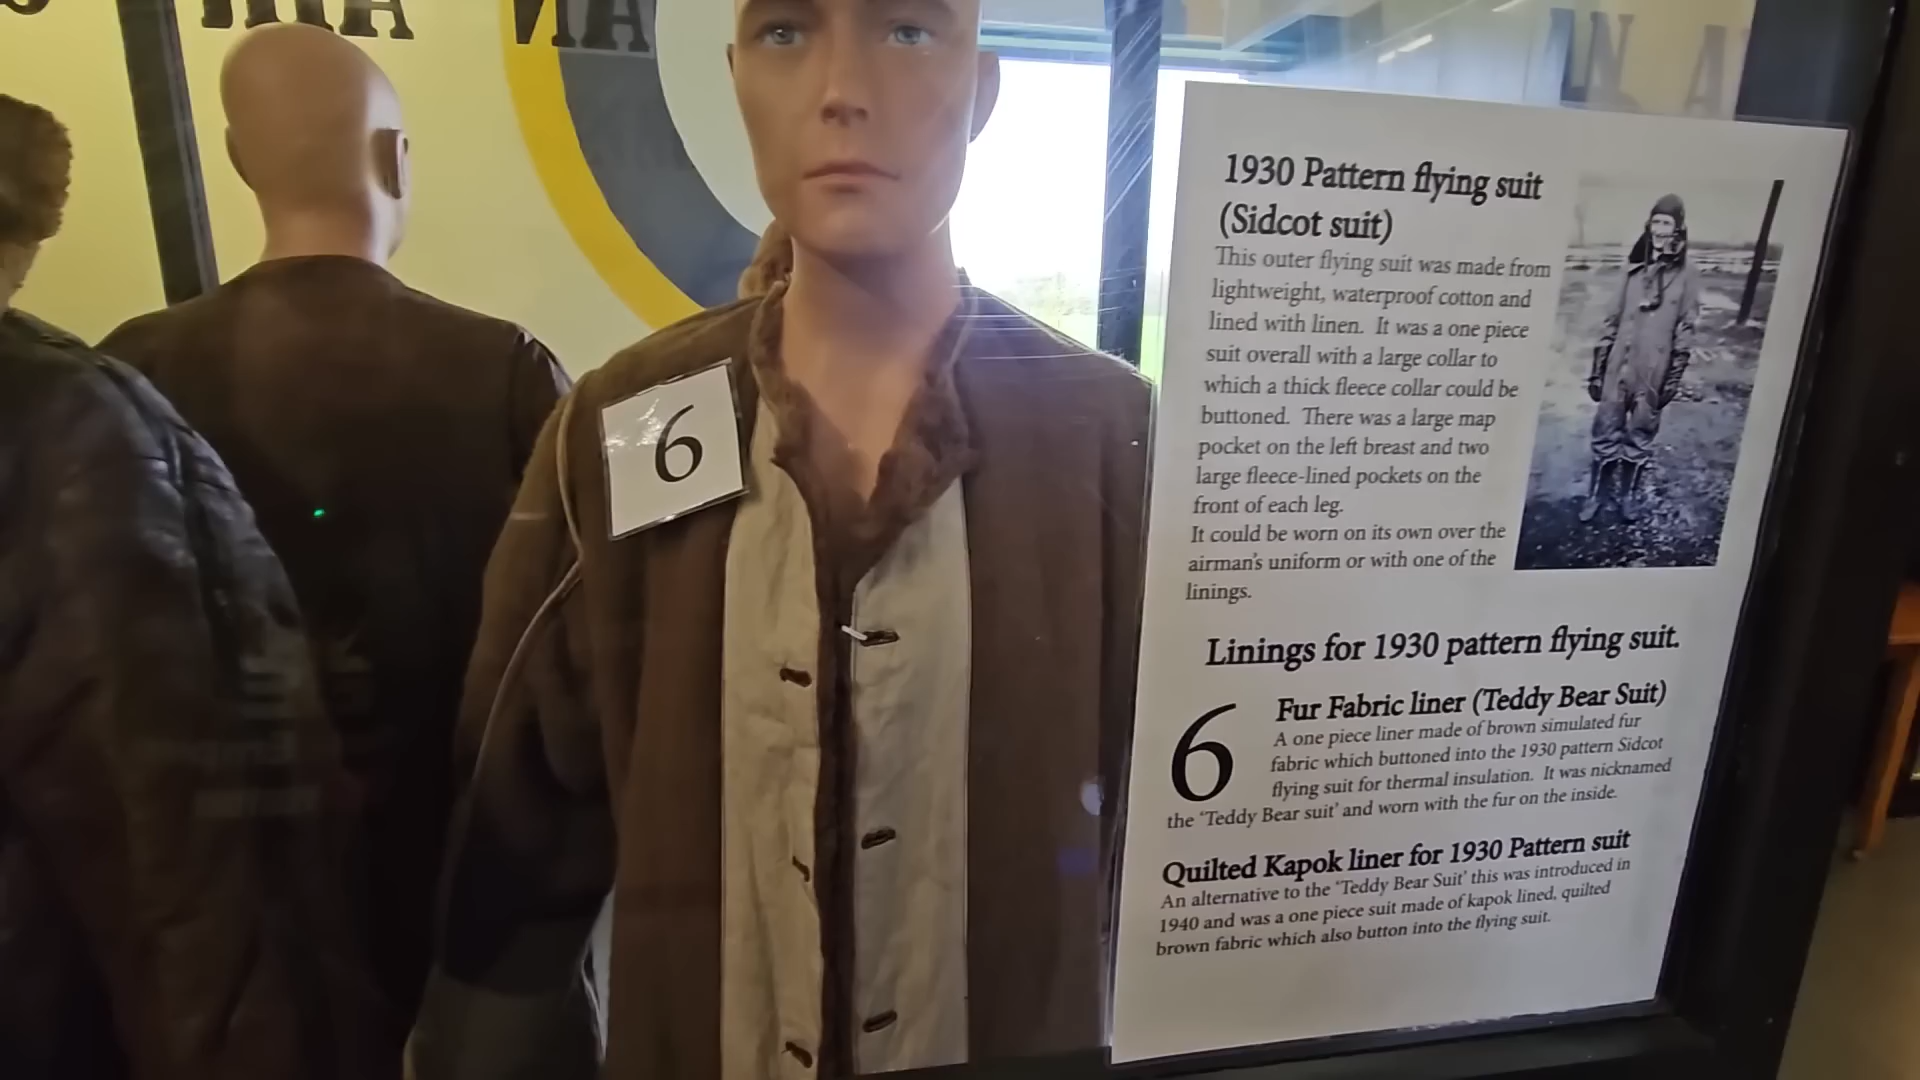 6
1930 Pattern flying suit
(Sidcot suit)
This outer flying suit was made from
lightweight, waterproof cotton and
lined with linen. It was a one piece
suit overall with a large collar to
which a thick fleece collar could be
buttoned. There was a large map
pocket on the left breast and two
large fleece-lined pockets on the
front of each leg.
It could be worn on its own over the
airman's uniform or with one of the
linings.
Linings for 1930 pattern flying suit.
6
Fur Fabric liner (Teddy Bear Suit)
A one piece liner made of brown simulated fur
fabric which buttoned into the 1930 pattern Sidcot
flying suit for thermal insulation. It was nicknamed
the 'Teddy Bear suit' and worn with the fur on the inside.
Quilted Kapok liner for 1930 Pattern suit
An alternative to the 'Teddy Bear Suit' this was introduced in
1940 and was a one piece suit made of kapok lined, quilted
brown fabric which also button into the flying suit.